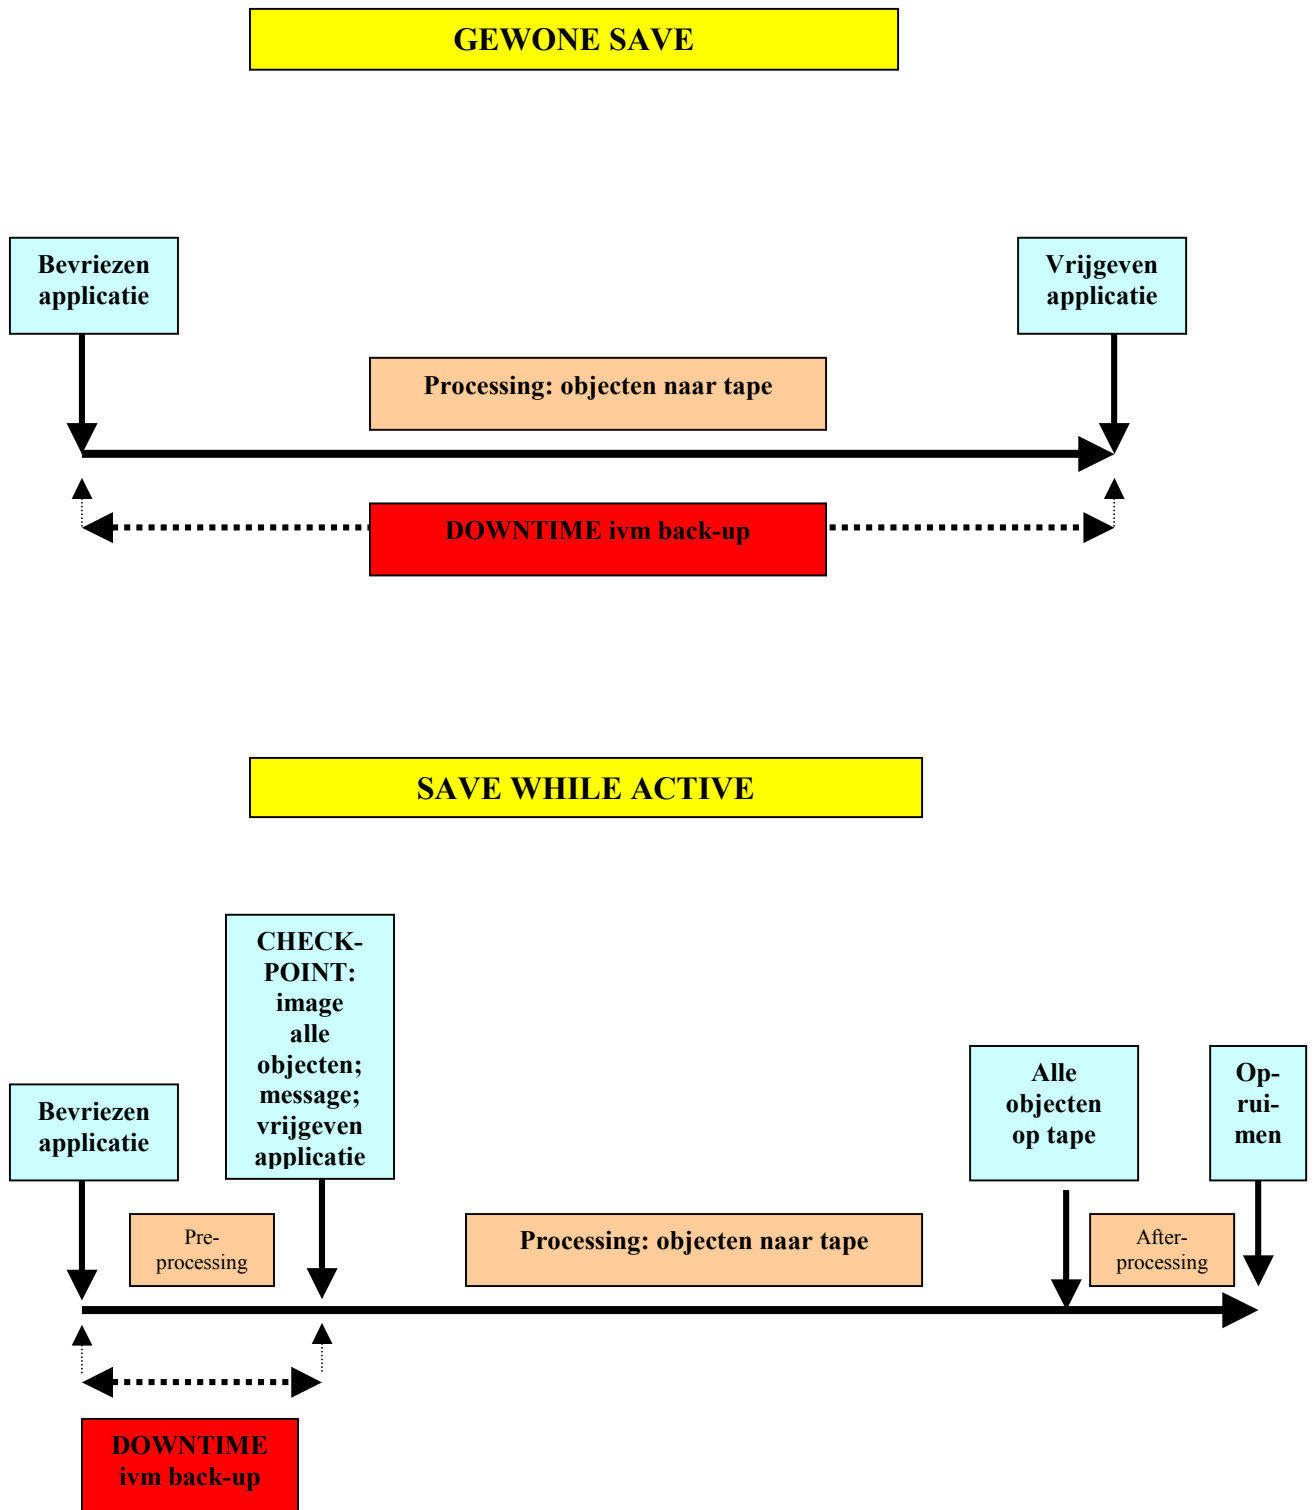 GEWONE SAVE
Bevriezen
applicatie
Vrijgeven
applicatie
Processing: objecten naar tape
DOWNTIME ivm back-up
SAVE WHILE ACTIVE
CHECK-
POINT:
image
alle
objecten;
message;
vrijgeven
applicatie
Bevriezen
applicatie
Alle
objecten
op tape
Op-
rui-
men
Pre-
processing
Processing: objecten naar tape
After-
processing
DOWNTIME
ivm back-up